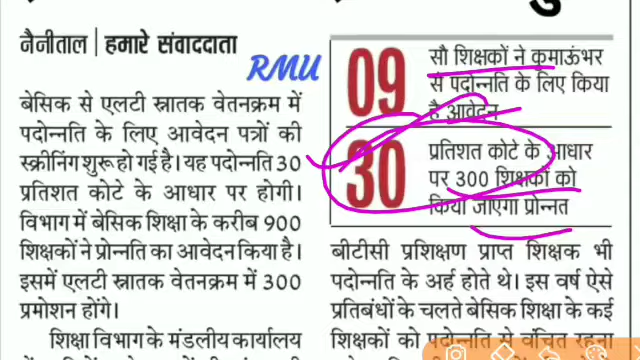 नैनीताल | हमारे संवाददाता
RMU
बेसिक से एलटी स्नातक वेतनक्रम में
पदोन्नति के लिए आवेदन पत्रों की
स्क्रीनिंग शुरू हो गई है। यह पदोन्नति 30
प्रतिशत कोटे के आधार पर होगी।
विभाग में बेसिक शिक्षा के करीब 900
शिक्षकों ने प्रोन्नति का आवेदन किया है।
इसमें एलटी स्नातक वेतनक्रम में 300
प्रमोशन होंगे।
शिक्षा विभाग के मंडलीय कार्यालय
09
सौ शिक्षकों ने कुमाऊंभर
से पदोन्नति के लिए किया
है आवेदन
30
प्रतिशत कोटे के आधार
पर 300 शिक्षकों को
किया जाएगा प्रोन्नत
बीटीसी प्रशिक्षण प्राप्त शिक्षक भी
पदोन्नति के अर्ह होते थे। इस वर्ष ऐसे
प्रतिबंधों के चलते बेसिक शिक्षा के कई
शिक्षकों को पदोन्नति से वंचित रहना